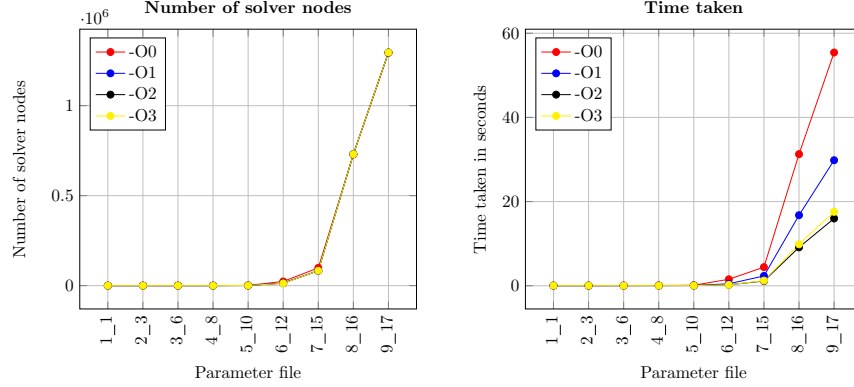 Number of solver nodes
·10^6
1
0.5
0
Number of solver nodes
-O0
-O1
-O2
-O3
1_1
2_3
3_6
4_8
5_10
6_12
7_15
8_16
9_17
Parameter file
Time taken
60
40
20
0
Time taken in seconds
-O0
-O1
-O2
-O3
1_1
2_3
3_6
4_8
5_10
6_12
7_15
8_16
9_17
Parameter file